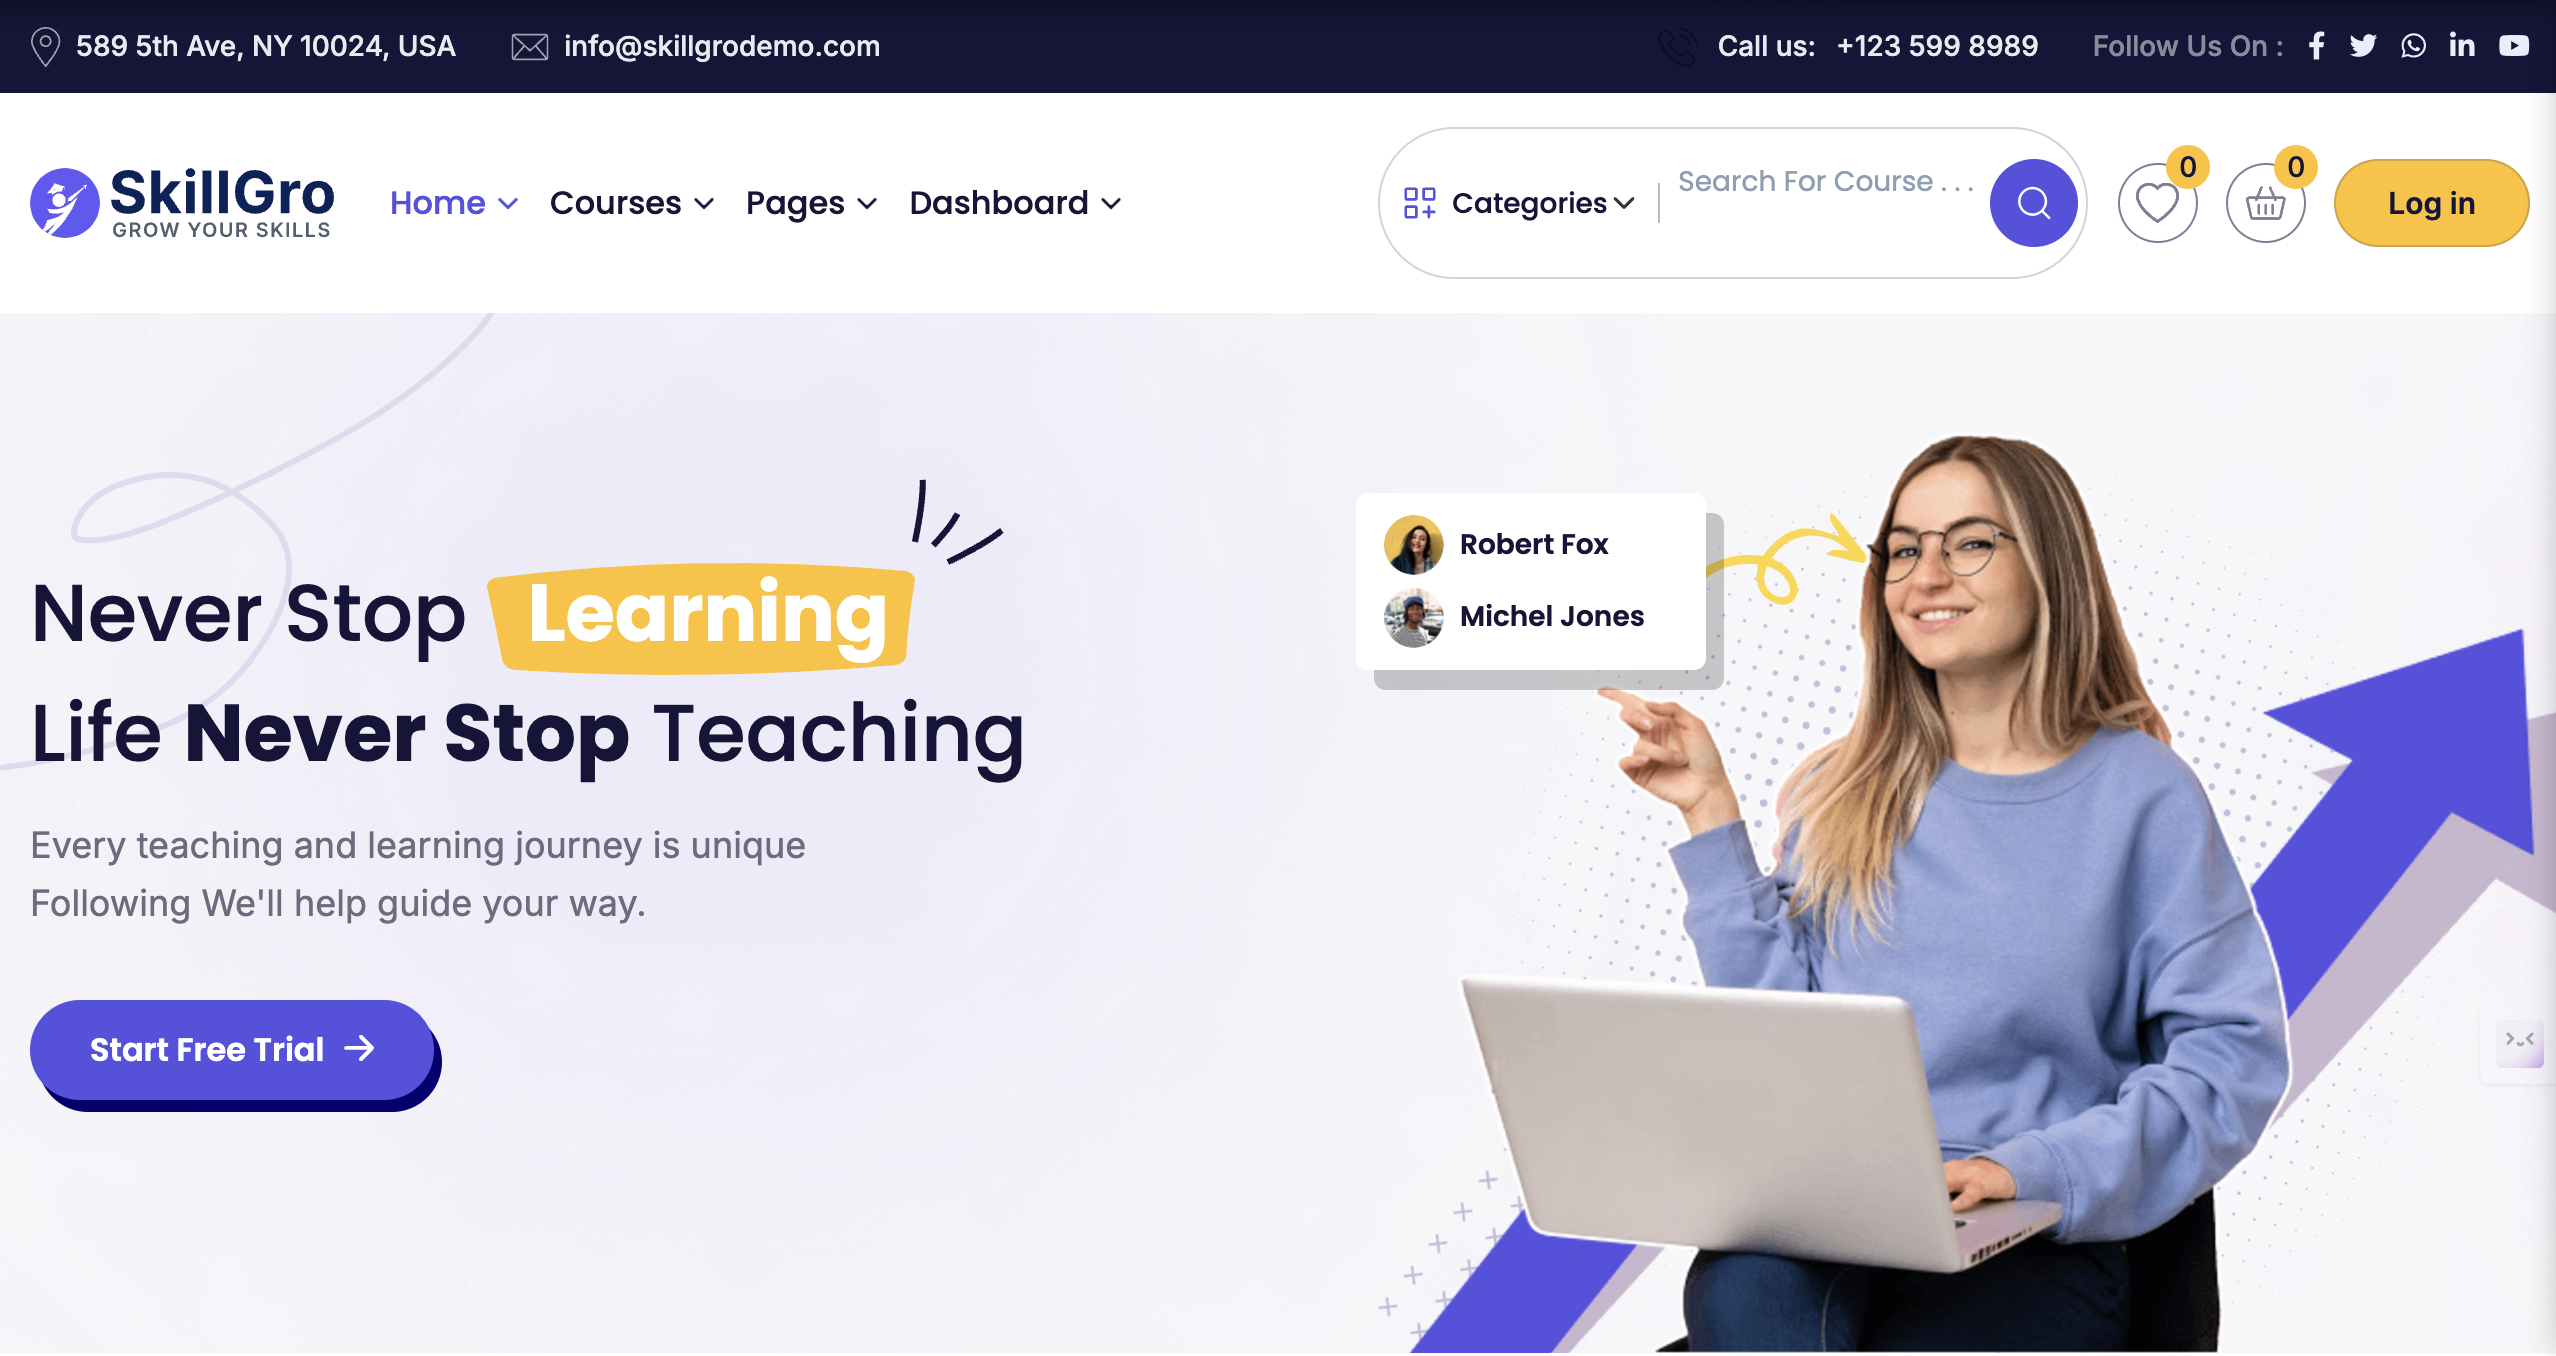 589 5th Ave, NY 10024, USA
info@skillgrodemo.com
Call us: +123 599 8989
Follow Us On :
SkillGro
GROW YOUR SKILLS
Home
Courses
Pages
Dashboard
Categories
Search For Course . . .
0
0
Log in
Never Stop Learning
Life Never Stop Teaching
Every teaching and learning journey is unique
Following We'll help guide your way.
Start Free Trial
Robert Fox
Michel Jones